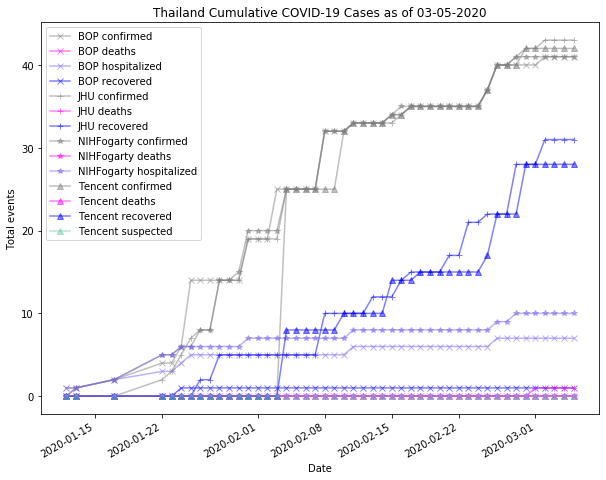 Thailand Cumulative COVID-19 Cases as of 03-05-2020
BOP confirmed
BOP deaths
BOP hospitalized
BOP recovered
JHU confirmed
JHU deaths
JHU recovered
NIHFogarty confirmed
NIHFogarty deaths
NIHFogarty hospitalized
Tencent confirmed
Tencent deaths
Tencent recovered
Tencent suspected
Total events
40
30
20
10
0
2020-01-15
2020-01-22
2020-02-01
2020-02-08
2020-02-15
2020-02-22
2020-03-01
Date